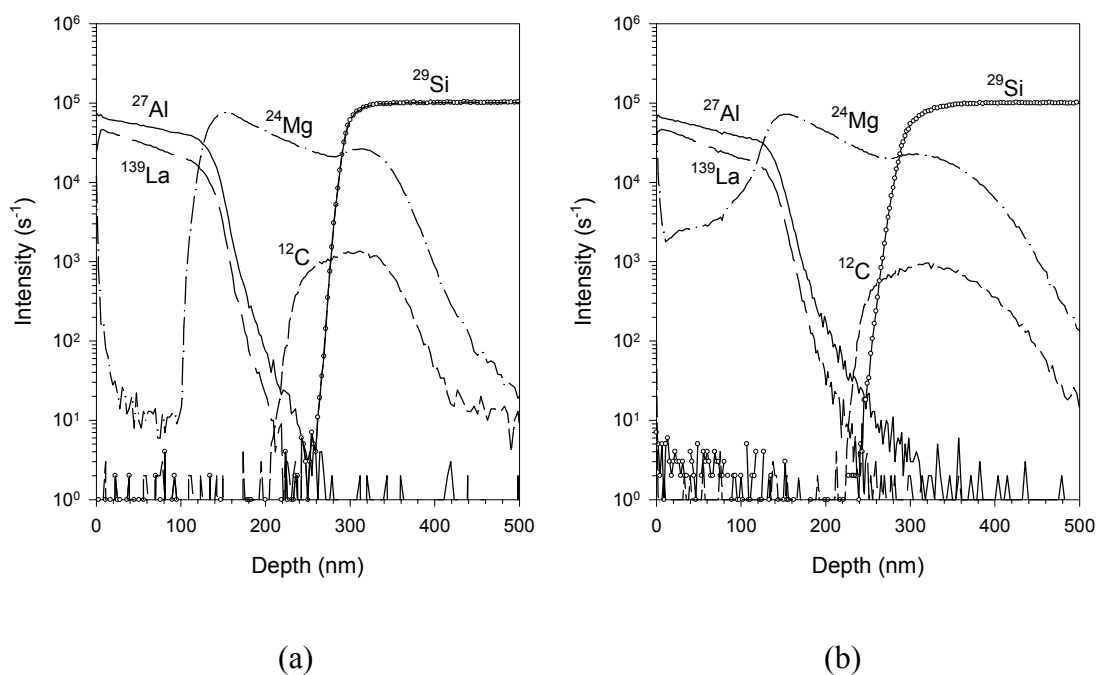 10⁶
10⁵
10⁴
10³
10²
10¹
10⁰
Intensity (s⁻¹)
²⁷Al
¹³⁹La
²⁴Mg
²⁹Si
¹²C
0 100 200 300 400 500
Depth (nm)
(a)
10⁶
10⁵
10⁴
10³
10²
10¹
10⁰
Intensity (s⁻¹)
²⁷Al
¹³⁹La
²⁴Mg
²⁹Si
¹²C
0 100 200 300 400 500
Depth (nm)
(b)